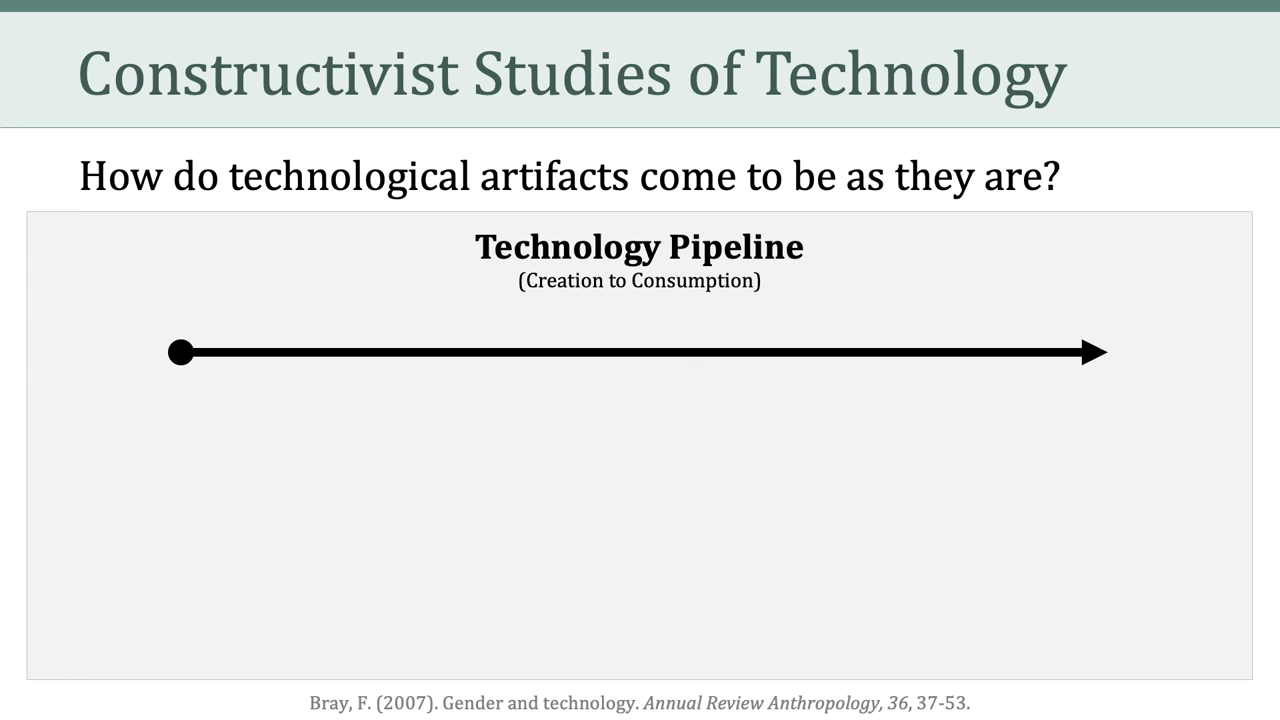 Constructivist Studies of Technology
How do technological artifacts come to be as they are?
Technology Pipeline
(Creation to Consumption)
Bray, F. (2007). Gender and technology. Annual Review Anthropology, 36, 37-53.